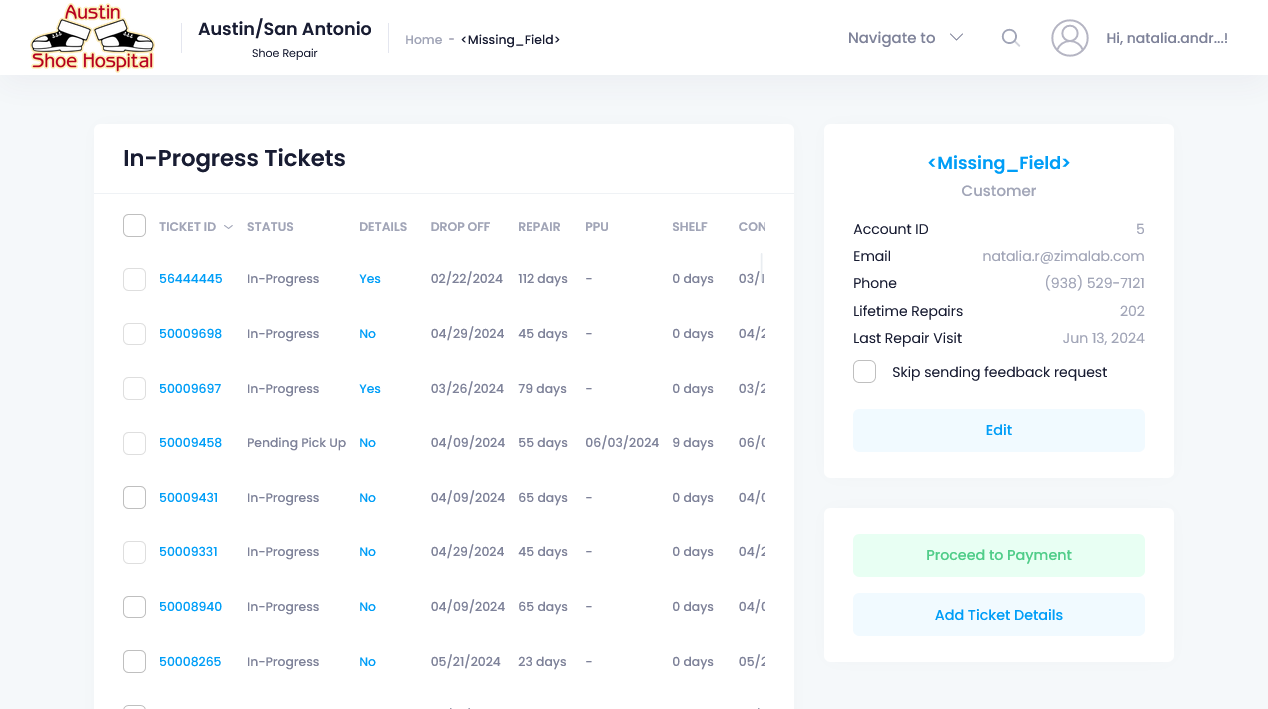 Austin
Shoe Hospital
Austin/San Antonio
Shoe Repair
Home - <Missing_Field>
Navigate to
Hi, natalia.andr...!
In-Progress Tickets
TICKET ID STATUS DETAILS DROP OFF REPAIR PPU SHELF CON
56444445 In-Progress Yes 02/22/2024 112 days - 0 days 03/
50009698 In-Progress No 04/29/2024 45 days - 0 days 04/2
50009697 In-Progress Yes 03/26/2024 79 days - 0 days 03/2
50009458 Pending Pick Up No 04/09/2024 55 days 06/03/2024 9 days 06/0
50009431 In-Progress No 04/09/2024 65 days - 0 days 04/0
50009331 In-Progress No 04/29/2024 45 days - 0 days 04/2
50008940 In-Progress No 04/09/2024 65 days - 0 days 04/0
50008265 In-Progress No 05/21/2024 23 days - 0 days 05/2
<Missing_Field>
Customer
Account ID 5
Email natalia.r@zimalab.com
Phone (938) 529-7121
Lifetime Repairs 202
Last Repair Visit Jun 13, 2024
Skip sending feedback request
Edit
Proceed to Payment
Add Ticket Details